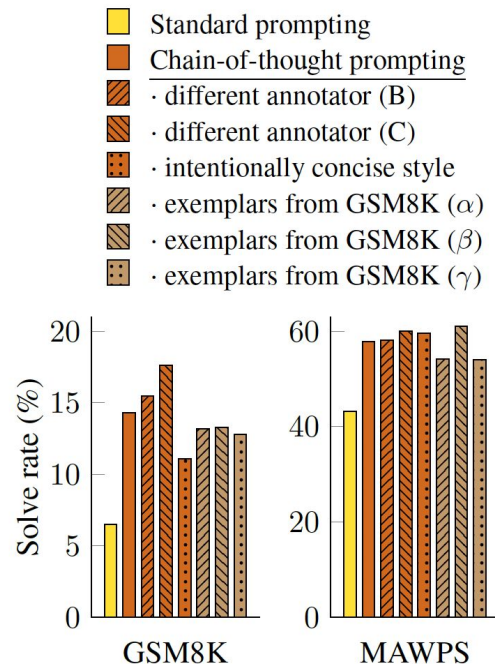 Standard prompting
Chain-of-thought prompting
· different annotator (B)
· different annotator (C)
· intentionally concise style
· exemplars from GSM8K (α)
· exemplars from GSM8K (β)
· exemplars from GSM8K (γ)
Solve rate (%)
20
15
10
5
0
GSM8K
60
40
20
0
MAWPS